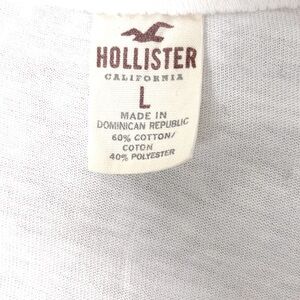 HOLLISTER
CALIFORNIA
L
MADE IN
DOMINICAN REPUBLIC
60% COTTON/
COTON
40% POLYESTER